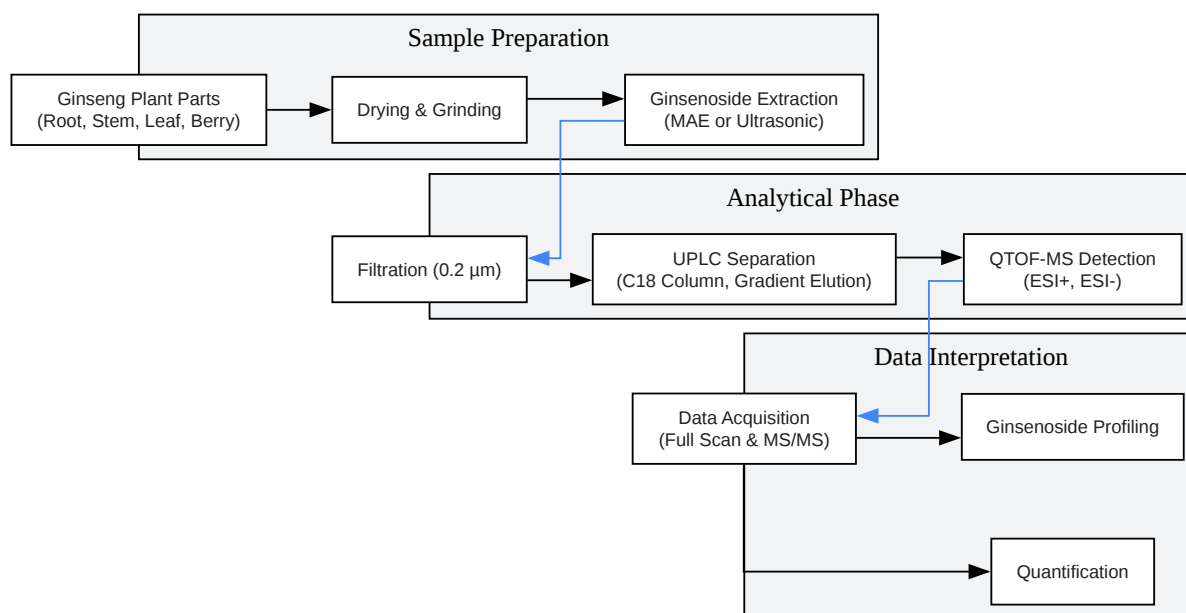 Sample Preparation
Ginseng Plant Parts
(Root, Stem, Leaf, Berry)
Drying & Grinding
Ginsenoside Extraction
(MAE or Ultrasonic)
Analytical Phase
Filtration (0.2 µm)
UPLC Separation
(C18 Column, Gradient Elution)
QTOF-MS Detection
(ESI+, ESI-)
Data Interpretation
Data Acquisition
(Full Scan & MS/MS)
Ginsenoside Profiling
Quantification